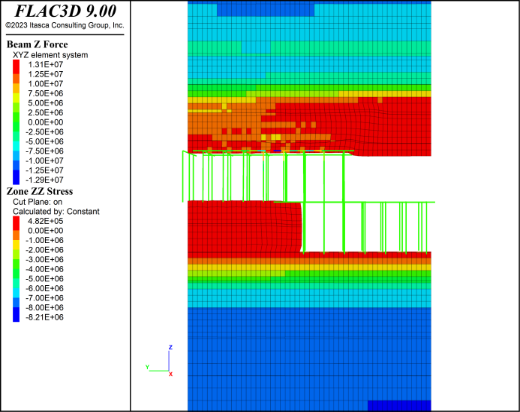 FLAC3D 9.00
©2023 Itasca Consulting Group, Inc.
Beam Z Force
XYZ element system
1.31E+07
1.25E+07
1.00E+07
7.50E+06
5.00E+06
2.50E+06
0.00E+00
-2.50E+06
-5.00E+06
-7.50E+06
-1.00E+07
-1.25E+07
-1.29E+07
Zone ZZ Stress
Cut Plane: on
Calculated by: Constant
4.82E+05
0.00E+00
-1.00E+06
-2.00E+06
-3.00E+06
-4.00E+06
-5.00E+06
-6.00E+06
-7.00E+06
-8.00E+06
-8.21E+06
Z
Y
X